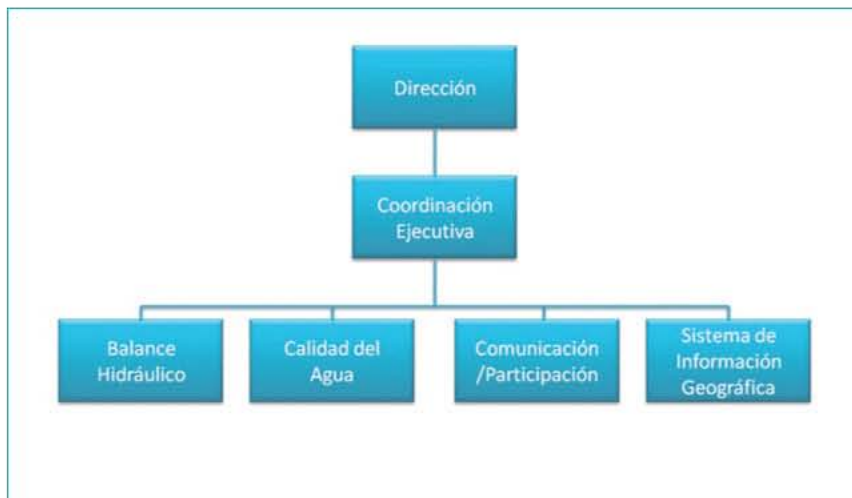 Dirección
Coordinación
Ejecutiva
Balance
Hidráulico
Calidad del
Agua
Comunicación
/Participación
Sistema de
Información
Geográfica